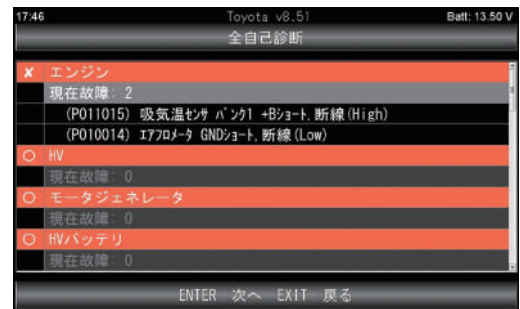 17:46 Toyota v8.51 Batt: 13.50 V
全自己診断
✘ エンジン
現在故障: 2
(P011015) 吸気温ｾﾝｻ ﾊﾞﾝｸ1 +Bｼｮｰﾄ,断線(High)
(P010014) ｴｱﾌﾛﾒｰﾀ GNDｼｮｰﾄ,断線(Low)
○ HV
現在故障: 0
○ モータジェネレータ
現在故障: 0
○ HVバッテリ
現在故障: 0
ENTER 次へ EXIT 戻る